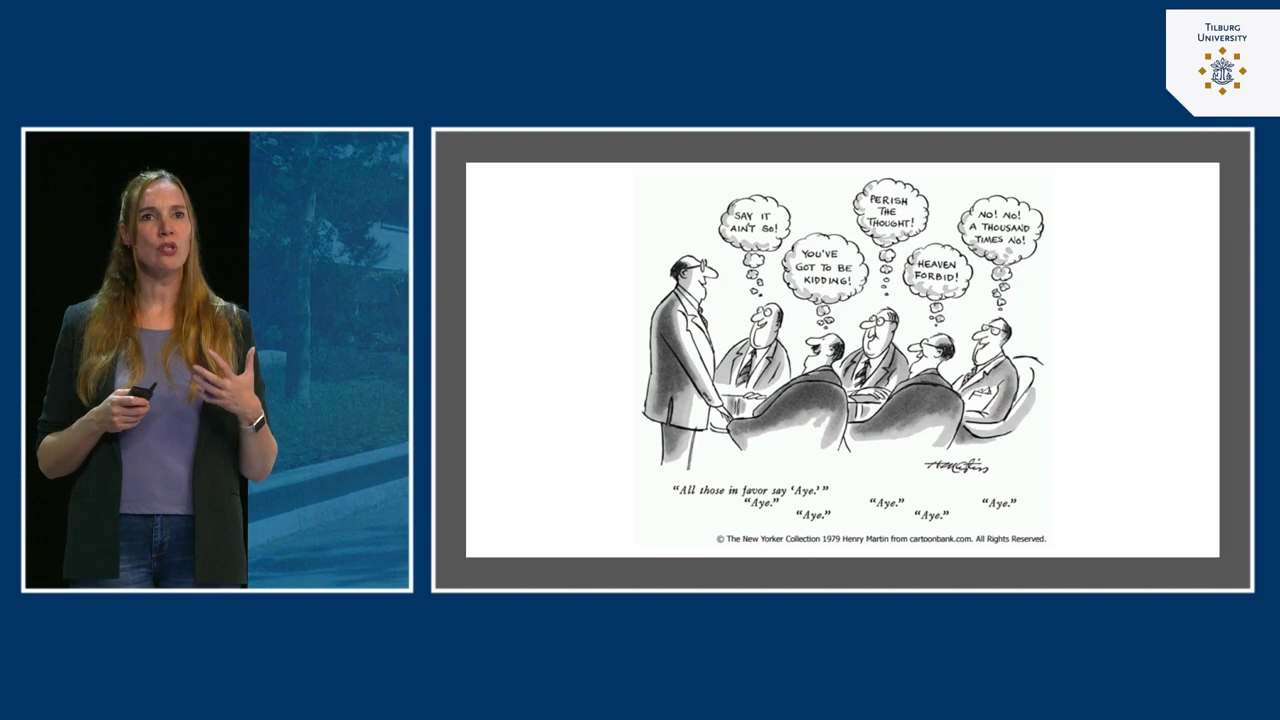 TILBURG
UNIVERSITY
SAY IT
AIN'T SO!
YOU'VE
GOT TO BE
KIDDING!
PERISH
THE
THOUGHT!
HEAVEN
FORBID!
NO! NO!
A THOUSAND
TIMES NO!
“All those in favor say ‘Aye.’”
“Aye.”
“Aye.”
“Aye.”
“Aye.”
“Aye.”
© The New Yorker Collection 1979 Henry Martin from cartoonbank.com. All Rights Reserved.